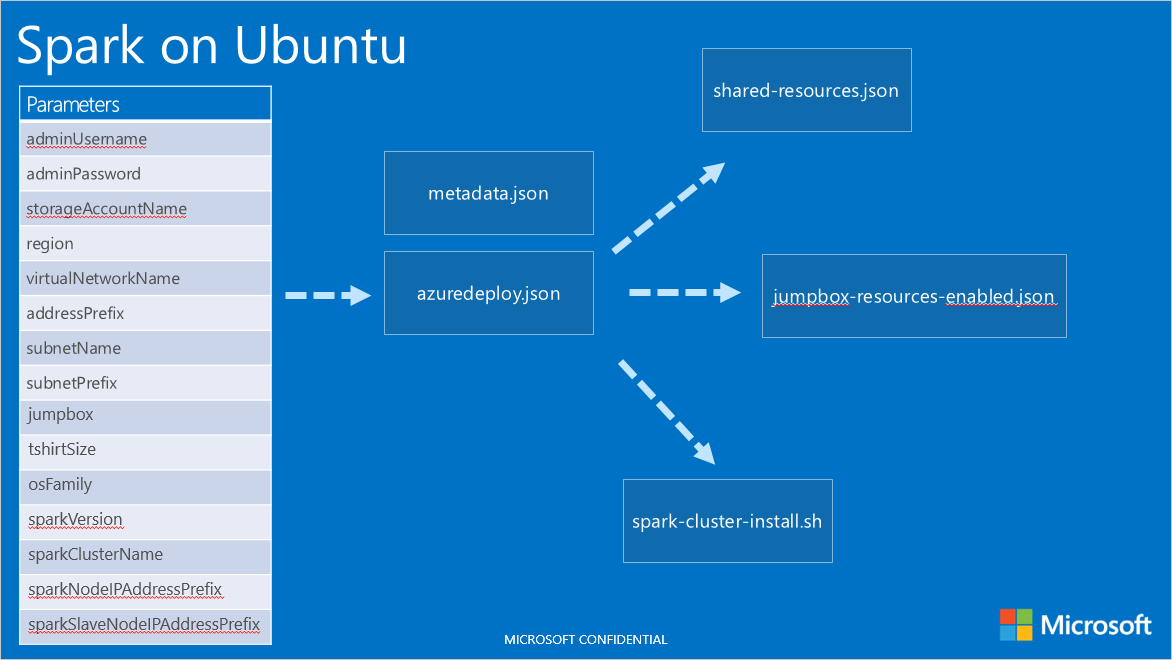 Spark on Ubuntu
Parameters
adminUsername
adminPassword
storageAccountName
region
virtualNetworkName
addressPrefix
subnetName
subnetPrefix
jumpbox
tshirtSize
osFamily
sparkVersion
sparkClusterName
sparkNodeIPAddressPrefix
sparkSlaveNodeIPAddressPrefix
metadata.json
azuredeploy.json
shared-resources.json
jumpbox-resources-enabled.json
spark-cluster-install.sh
MICROSOFT CONFIDENTIAL
Microsoft